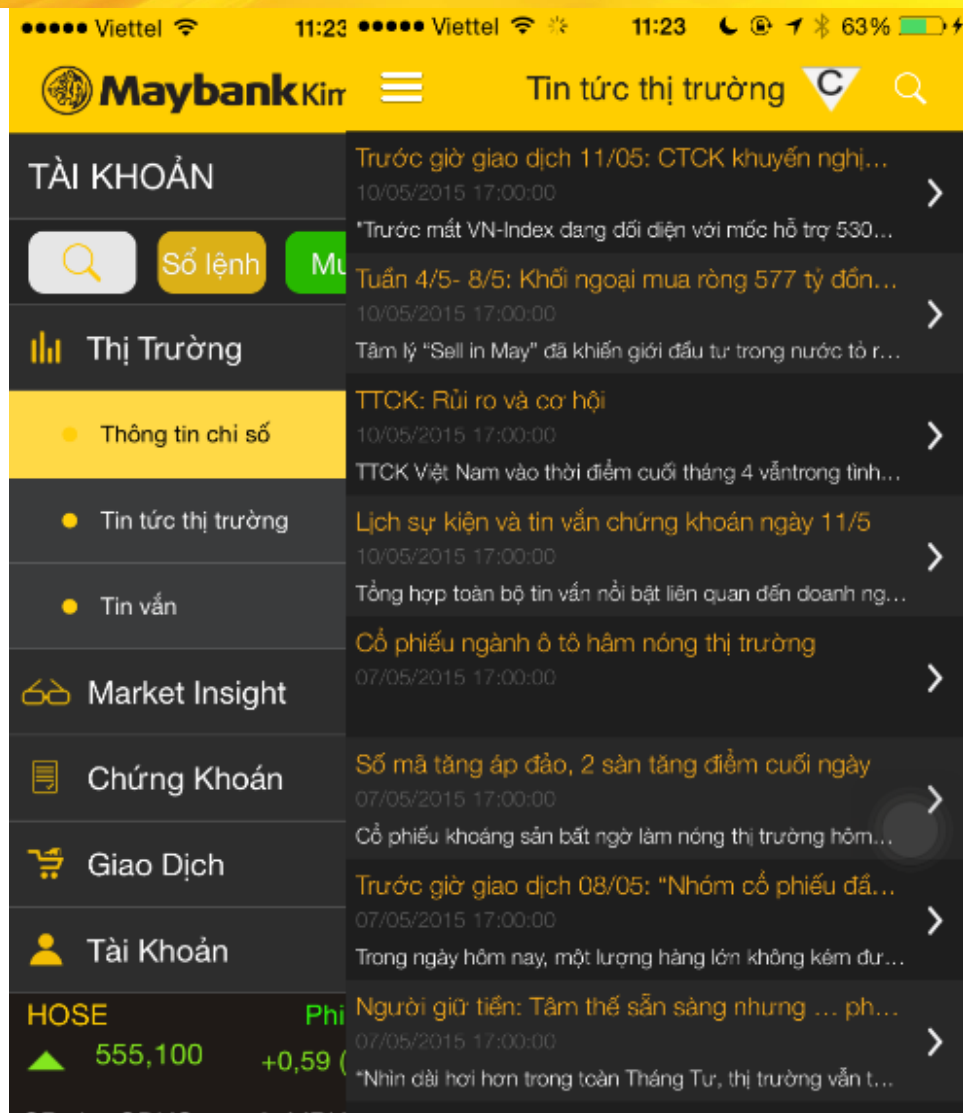 Viettel 11:23
Maybank Kim
TÀI KHOẢN
Sổ lệnh Mu
Thị Trường
Thông tin chỉ số
Tin tức thị trường
Tin vắn
Market Insight
Chứng Khoán
Giao Dịch
Tài Khoản
HOSE Phi
555,100 +0,59 (
Viettel 11:23 63%
Tin tức thị trường C
Trước giờ giao dịch 11/05: CTCK khuyến nghị...
10/05/2015 17:00:00
"Trước mắt VN-Index đang đối diện với mốc hỗ trợ 530...
Tuần 4/5- 8/5: Khối ngoại mua ròng 577 tỷ đồn...
10/05/2015 17:00:00
Tâm lý “Sell in May” đã khiến giới đầu tư trong nước tỏ r...
TTCK: Rủi ro và cơ hội
10/05/2015 17:00:00
TTCK Việt Nam vào thời điểm cuối tháng 4 vẫntrong tình...
Lịch sự kiện và tin vắn chứng khoán ngày 11/5
10/05/2015 17:00:00
Tổng hợp toàn bộ tin vắn nổi bật liên quan đến doanh ng...
Cổ phiếu ngành ô tô hâm nóng thị trường
07/05/2015 17:00:00
Số mã tăng áp đảo, 2 sàn tăng điểm cuối ngày
07/05/2015 17:00:00
Cổ phiếu khoáng sản bất ngờ làm nóng thị trường hôm...
Trước giờ giao dịch 08/05: “Nhóm cổ phiếu đầ...
07/05/2015 17:00:00
Trong ngày hôm nay, một lượng hàng lớn không kém đư...
Người giữ tiền: Tâm thế sẵn sàng nhưng ... ph...
07/05/2015 17:00:00
“Nhìn dài hơi hơn trong toàn Tháng Tư, thị trường vẫn t...